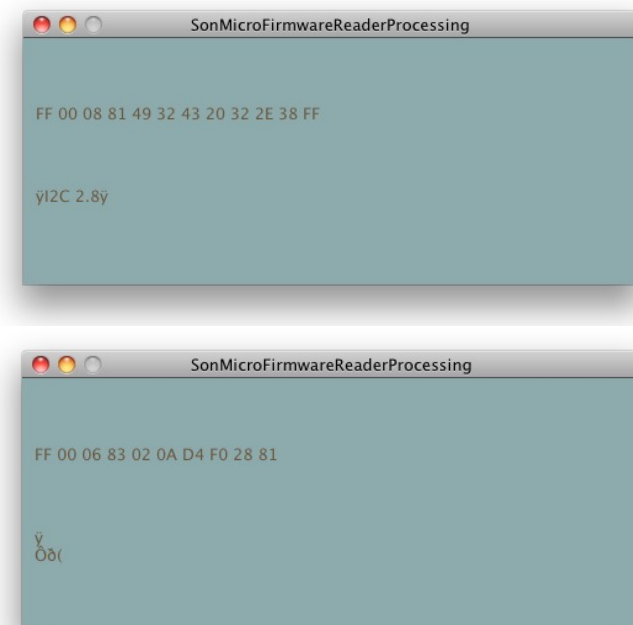 SonMicroFirmwareReaderProcessing
FF 00 08 81 49 32 43 20 32 2E 38 FF
ÿI2C 2.8ÿ
SonMicroFirmwareReaderProcessing
FF 00 06 83 02 0A D4 F0 28 81
ÿ
Ôð(